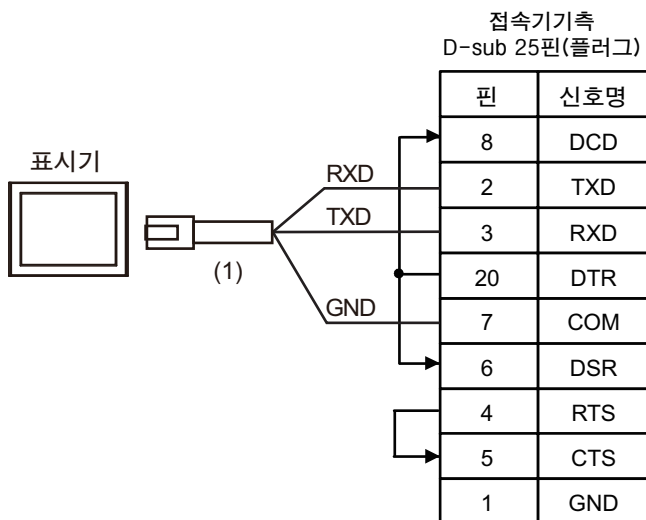 접속기기측
D-sub 25핀(플러그)
핀 신호명
8 DCD
표시기
RXD
2 TXD
TXD
3 RXD
(1)
20 DTR
GND
7 COM
6 DSR
4 RTS
5 CTS
1 GND